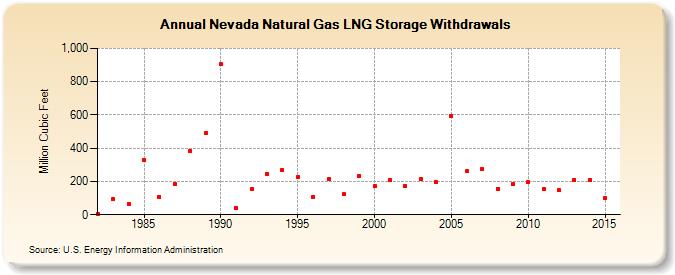 Annual Nevada Natural Gas LNG Storage Withdrawals
Million Cubic Feet
1,000
800
600
400
200
0
1985 1990 1995 2000 2005 2010 2015
Source: U.S. Energy Information Administration